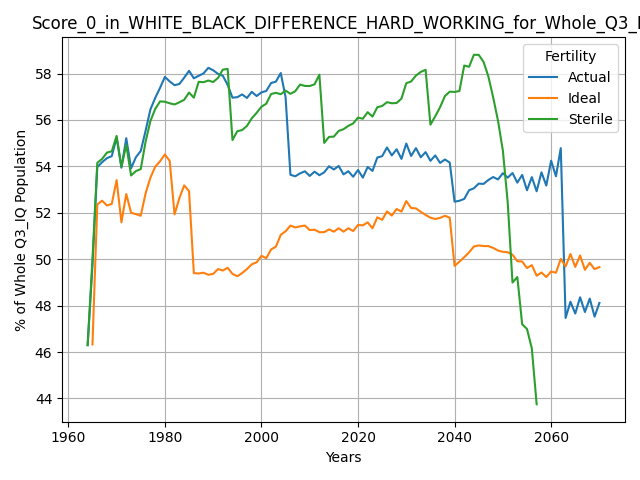 Score_0_in_WHITE_BLACK_DIFFERENCE_HARD_WORKING_for_Whole_Q3_I
% of Whole Q3_IQ Population
58
56
54
52
50
48
46
44
Fertility
Actual
Ideal
Sterile
1960 1980 2000 2020 2040 2060
Years